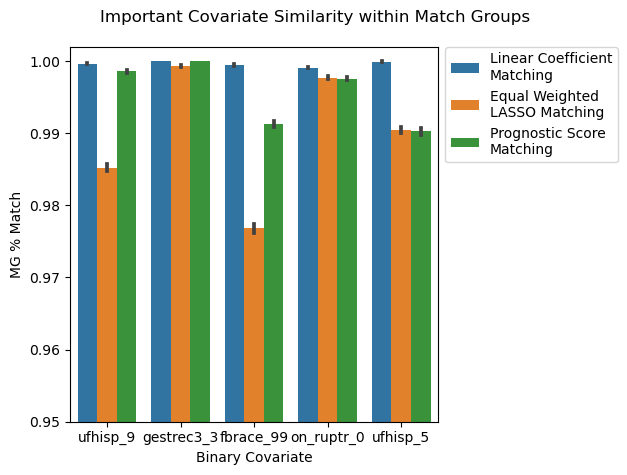 Important Covariate Similarity within Match Groups
MG % Match
1.00
0.99
0.98
0.97
0.96
0.95
ufhisp_9
gestrec3_3
fbrace_99
on_ruptr_0
ufhisp_5
Binary Covariate
Linear Coefficient
Matching
Equal Weighted
LASSO Matching
Prognostic Score
Matching